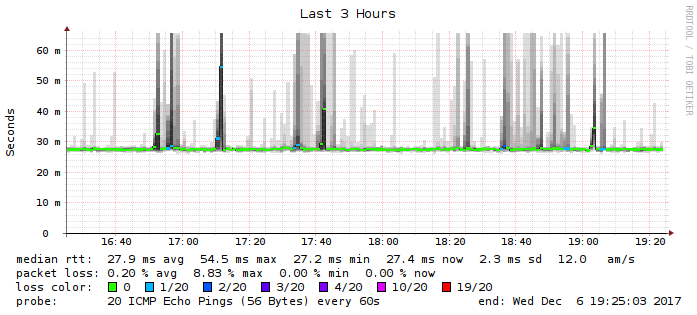 Last 3 Hours
RRDTOOL / TOBI OETIKER
Seconds
60 m
50 m
40 m
30 m
20 m
10 m
0
16:40 17:00 17:20 17:40 18:00 18:20 18:40 19:00 19:20
median rtt: 27.9 ms avg 54.5 ms max 27.2 ms min 27.4 ms now 2.3 ms sd 12.0 am/s
packet loss: 0.20 % avg 8.83 % max 0.00 % min 0.00 % now
loss color: 0 1/20 2/20 3/20 4/20 10/20 19/20
probe: 20 ICMP Echo Pings (56 Bytes) every 60s end: Wed Dec 6 19:25:03 2017